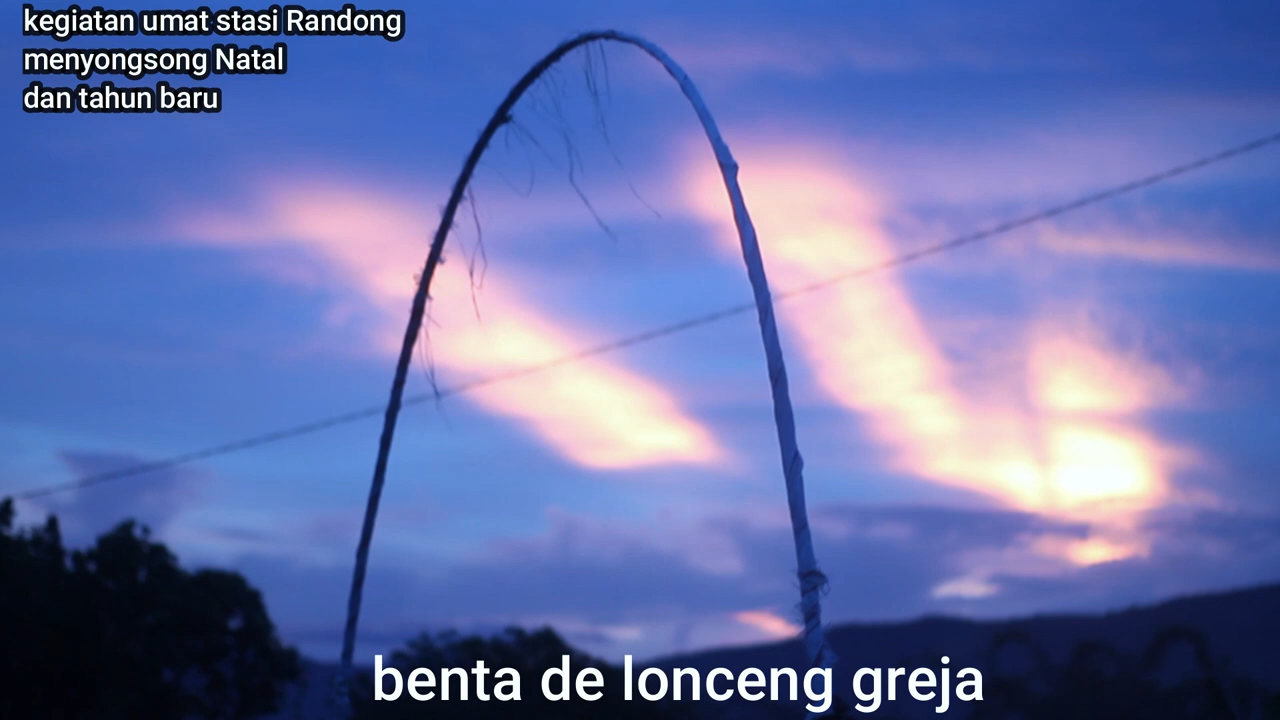 kegiatan umat stasi Randong
menyongsong Natal
dan tahun baru
benta de lonceng greja